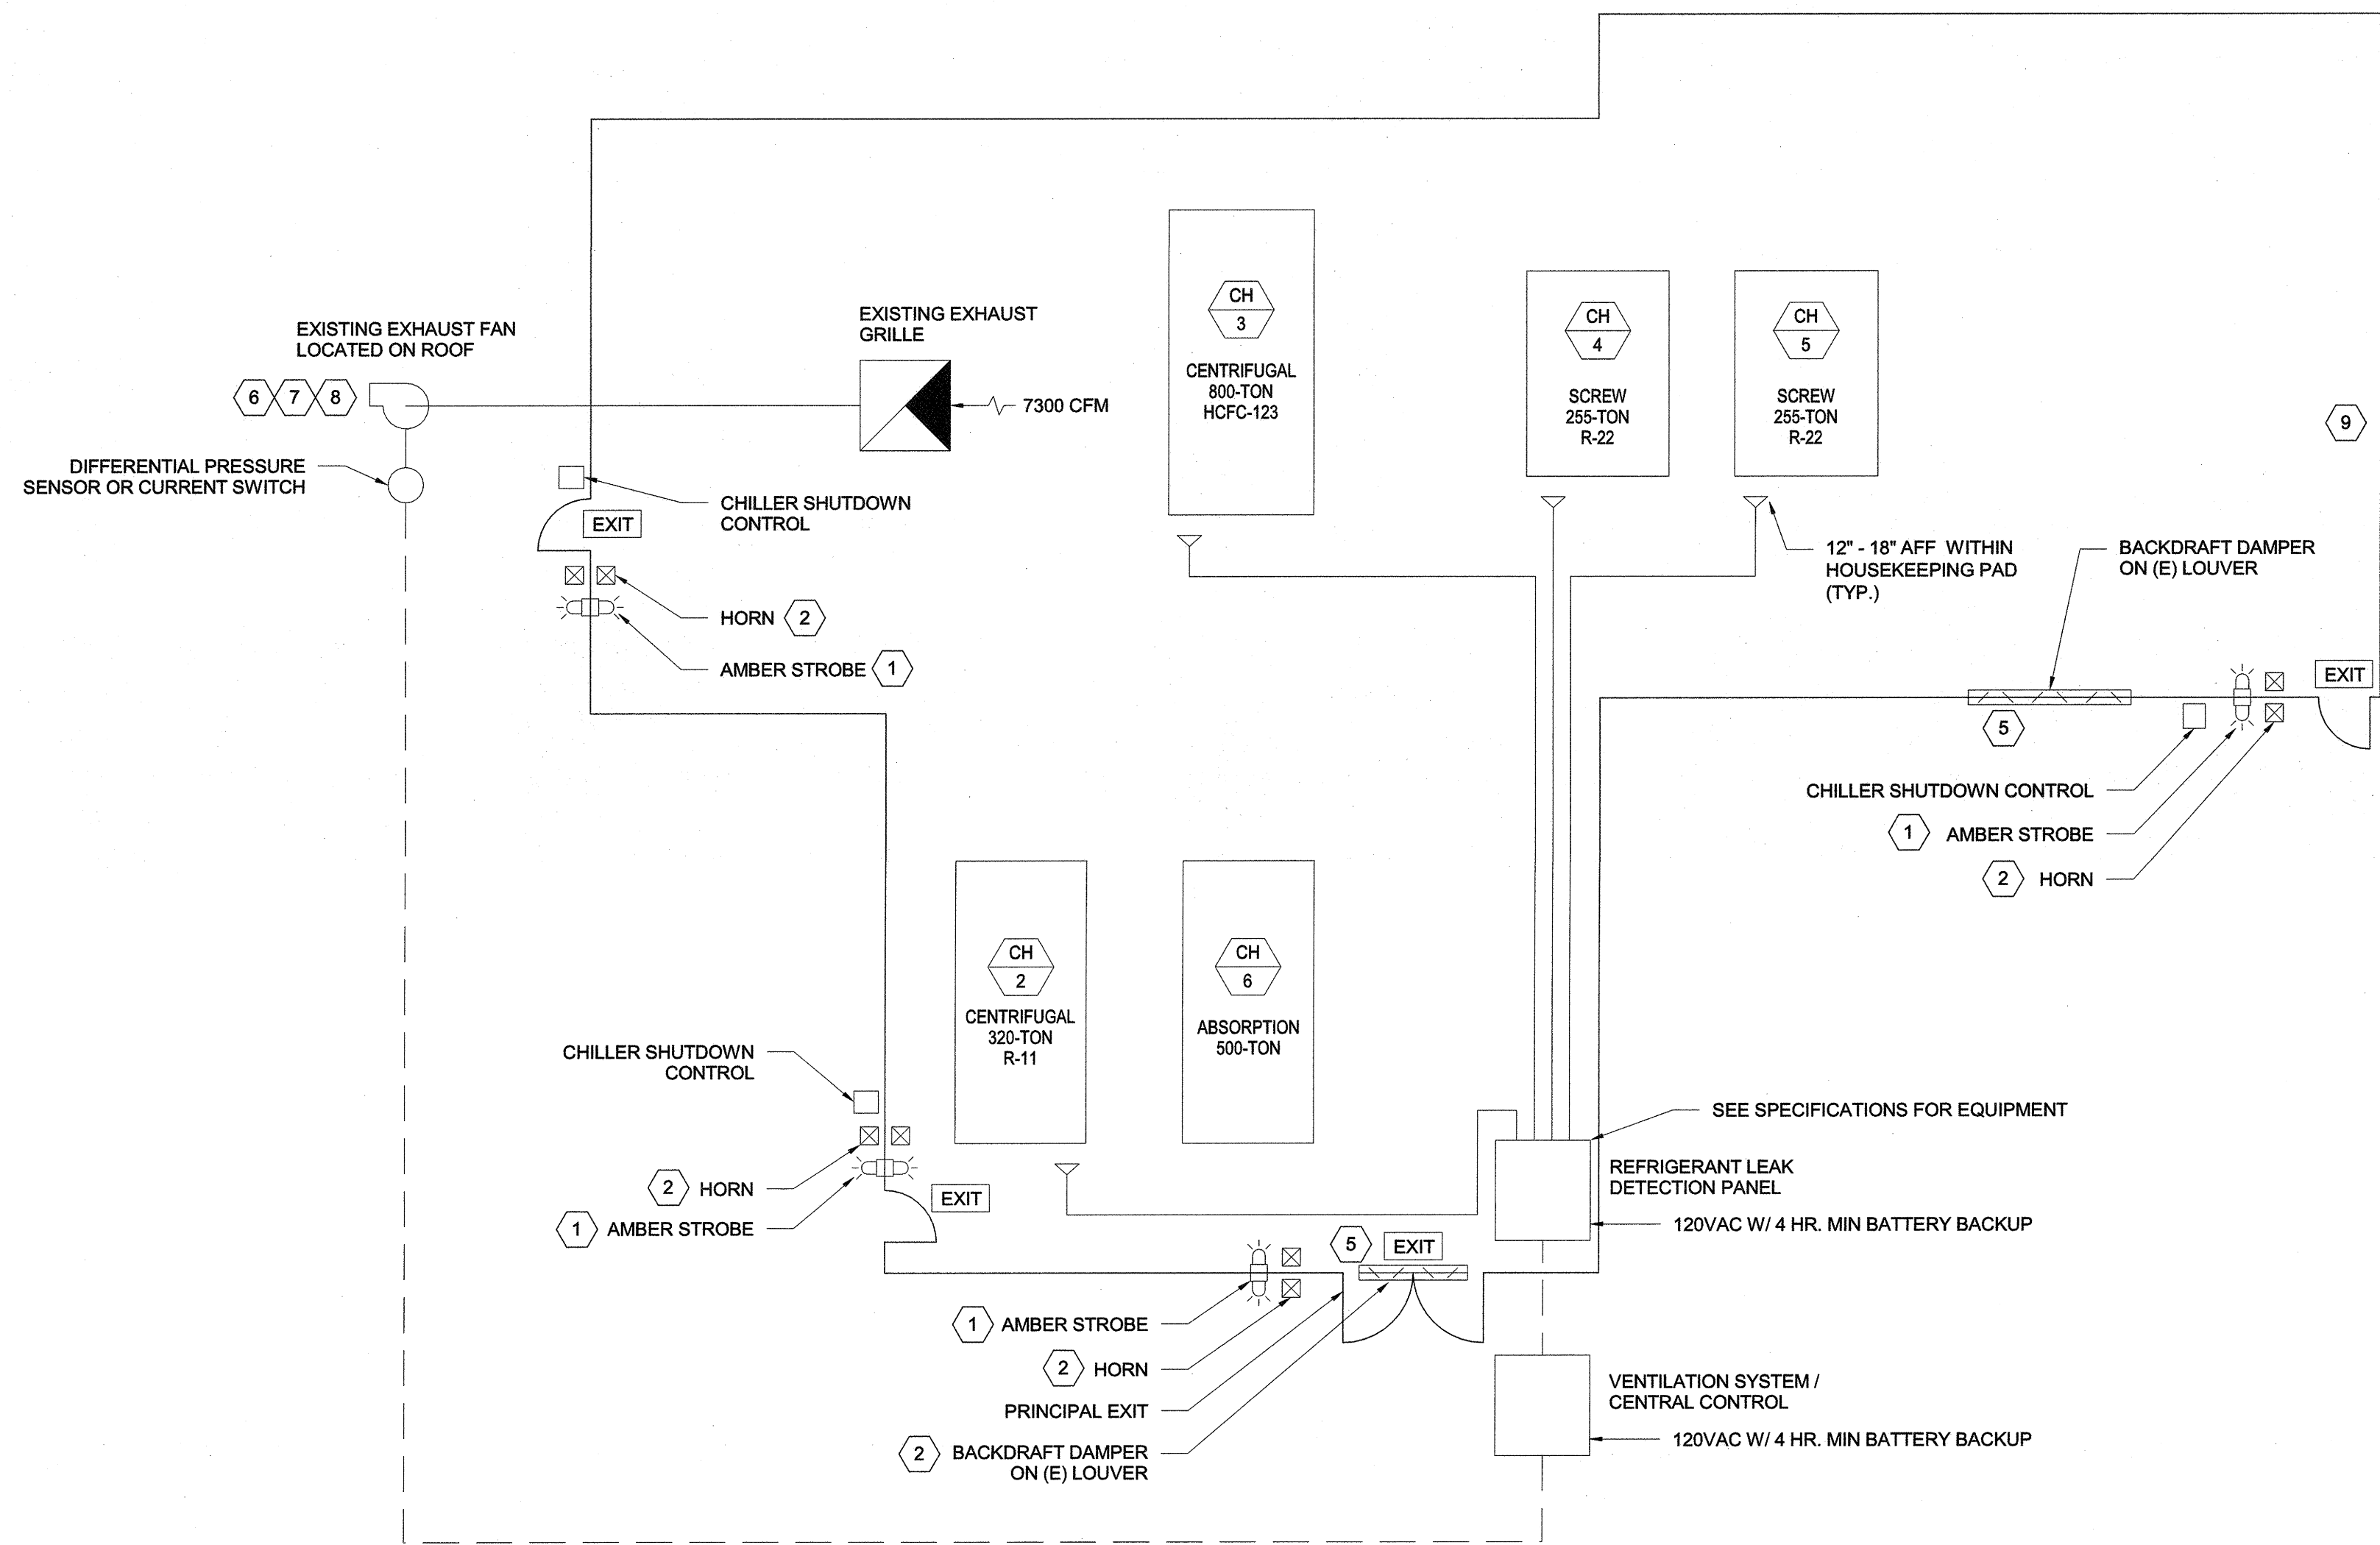 EXISTING EXHAUST FAN
LOCATED ON ROOF
6
7
8
DIFFERENTIAL PRESSURE
SENSOR OR CURRENT SWITCH
EXISTING EXHAUST
GRILLE
7300 CFM
CHILLER SHUTDOWN
CONTROL
EXIT
HORN
2
AMBER STROBE
1
CH
3
CENTRIFUGAL
800-TON
HCFC-123
CH
4
SCREW
255-TON
R-22
CH
5
SCREW
255-TON
R-22
9
12" - 18" AFF WITHIN
HOUSEKEEPING PAD
(TYP.)
BACKDRAFT DAMPER
ON (E) LOUVER
EXIT
5
CHILLER SHUTDOWN CONTROL
1
AMBER STROBE
2
HORN
CH
2
CENTRIFUGAL
320-TON
R-11
CH
6
ABSORPTION
500-TON
CHILLER SHUTDOWN
CONTROL
2
HORN
1
AMBER STROBE
EXIT
SEE SPECIFICATIONS FOR EQUIPMENT
REFRIGERANT LEAK
DETECTION PANEL
120VAC W/ 4 HR. MIN BATTERY BACKUP
5
EXIT
1
AMBER STROBE
2
HORN
PRINCIPAL EXIT
2
BACKDRAFT DAMPER
ON (E) LOUVER
VENTILATION SYSTEM /
CENTRAL CONTROL
120VAC W/ 4 HR. MIN BATTERY BACKUP